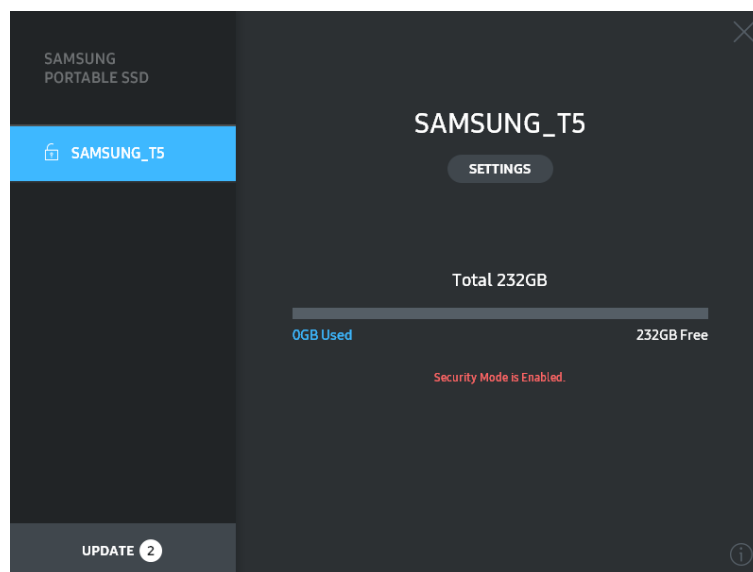 SAMSUNG
PORTABLE SSD
SAMSUNG_T5
SAMSUNG_T5
SETTINGS
Total 232GB
0GB Used
232GB Free
Security Mode is Enabled.
UPDATE 2